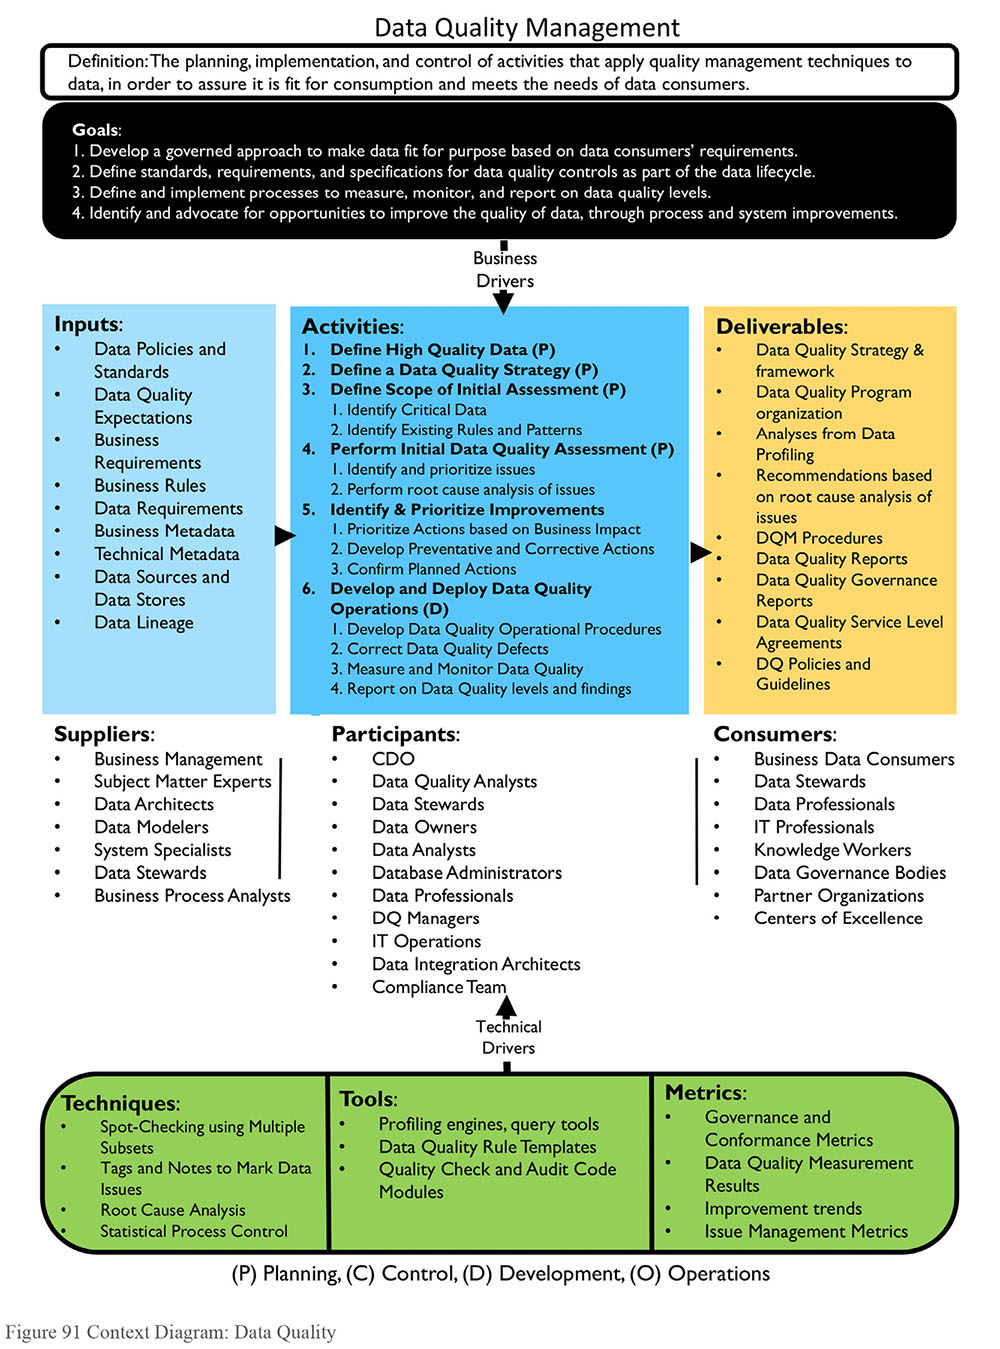 Data Quality Management
Definition: The planning, implementation, and control of activities that apply quality management techniques to
data, in order to assure it is fit for consumption and meets the needs of data consumers.
Goals:
1. Develop a governed approach to make data fit for purpose based on data consumers' requirements.
2. Define standards, requirements, and specifications for data quality controls as part of the data lifecycle.
3. Define and implement processes to measure, monitor, and report on data quality levels.
4. Identify and advocate for opportunities to improve the quality of data, through process and system improvements.
Business
Drivers
Inputs:
• Data Policies and
Standards
• Data Quality
Expectations
• Business
Requirements
• Business Rules
• Data Requirements
• Business Metadata
• Technical Metadata
• Data Sources and
Data Stores
• Data Lineage
Activities:
1. Define High Quality Data (P)
2. Define a Data Quality Strategy (P)
3. Define Scope of Initial Assessment (P)
1. Identify Critical Data
2. Identify Existing Rules and Patterns
4. Perform Initial Data Quality Assessment (P)
1. Identify and prioritize issues
2. Perform root cause analysis of issues
5. Identify & Prioritize Improvements
1. Prioritize Actions based on Business Impact
2. Develop Preventative and Corrective Actions
3. Confirm Planned Actions
6. Develop and Deploy Data Quality
Operations (D)
1. Develop Data Quality Operational Procedures
2. Correct Data Quality Defects
3. Measure and Monitor Data Quality
4. Report on Data Quality levels and findings
Deliverables:
• Data Quality Strategy &
framework
• Data Quality Program
organization
• Analyses from Data
Profiling
• Recommendations based
on root cause analysis of
issues
• DQM Procedures
• Data Quality Reports
• Data Quality Governance
Reports
• Data Quality Service Level
Agreements
• DQ Policies and
Guidelines
Suppliers:
• Business Management
• Subject Matter Experts
• Data Architects
• Data Modelers
• System Specialists
• Data Stewards
• Business Process Analysts
Participants:
• CDO
• Data Quality Analysts
• Data Stewards
• Data Owners
• Data Analysts
• Database Administrators
• Data Professionals
• DQ Managers
• IT Operations
• Data Integration Architects
• Compliance Team
Consumers:
• Business Data Consumers
• Data Stewards
• Data Professionals
• IT Professionals
• Knowledge Workers
• Data Governance Bodies
• Partner Organizations
• Centers of Excellence
Technical
Drivers
Techniques:
• Spot-Checking using Multiple
Subsets
• Tags and Notes to Mark Data
Issues
• Root Cause Analysis
• Statistical Process Control
Tools:
• Profiling engines, query tools
• Data Quality Rule Templates
• Quality Check and Audit Code
Modules
Metrics:
• Governance and
Conformance Metrics
• Data Quality Measurement
Results
• Improvement trends
• Issue Management Metrics
(P) Planning, (C) Control, (D) Development, (O) Operations
Figure 91 Context Diagram: Data Quality